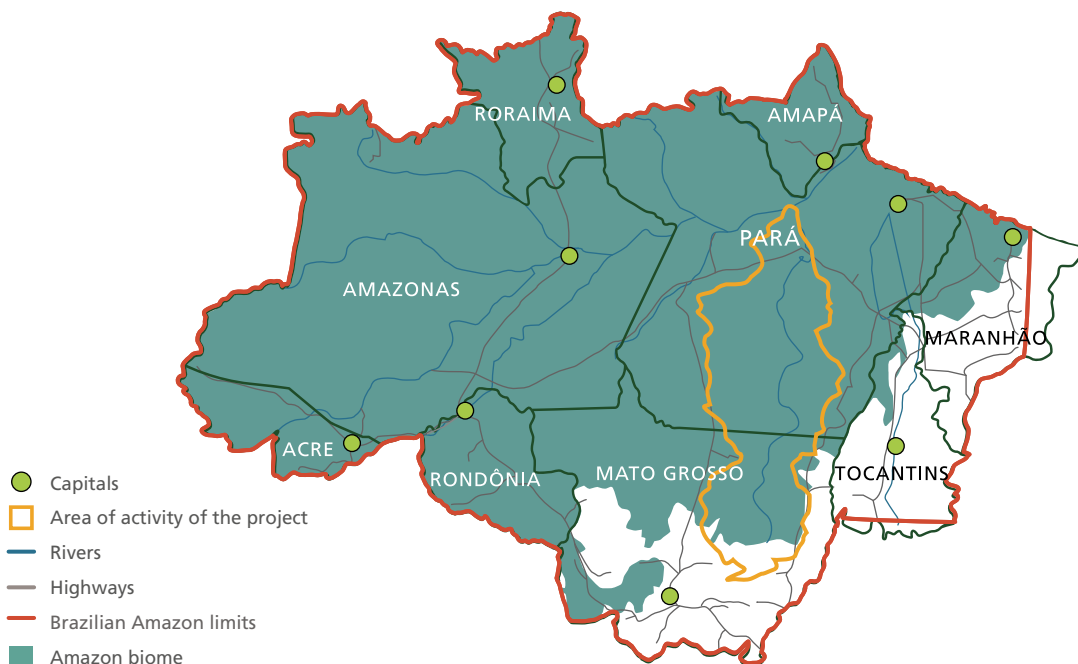 RORAIMA
AMAPÁ
PARÁ
AMAZONAS
MARANHÃO
ACRE
RONDÔNIA
MATO GROSSO
TOCANTINS
Capitals
Area of activity of the project
Rivers
Highways
Brazilian Amazon limits
Amazon biome